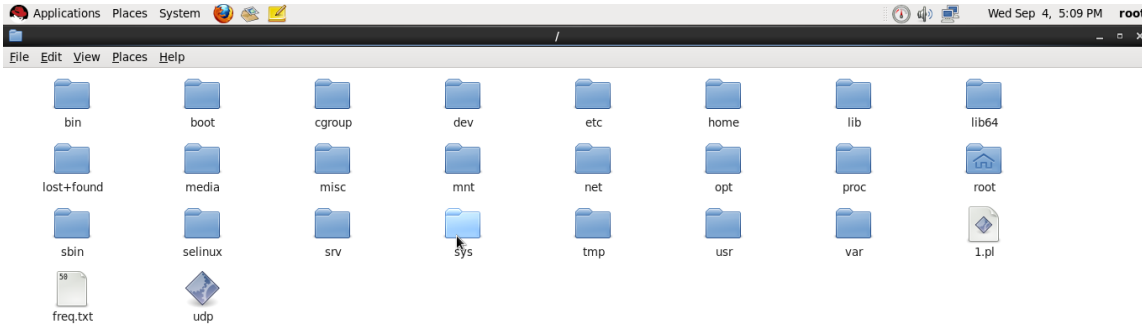 Applications Places System Wed Sep 4, 5:09 PM root
/
File Edit View Places Help
bin boot cgroup dev etc home lib lib64
lost+found media misc mnt net opt proc root
sbin selinux srv sys tmp usr var 1.pl
50
freq.txt udp